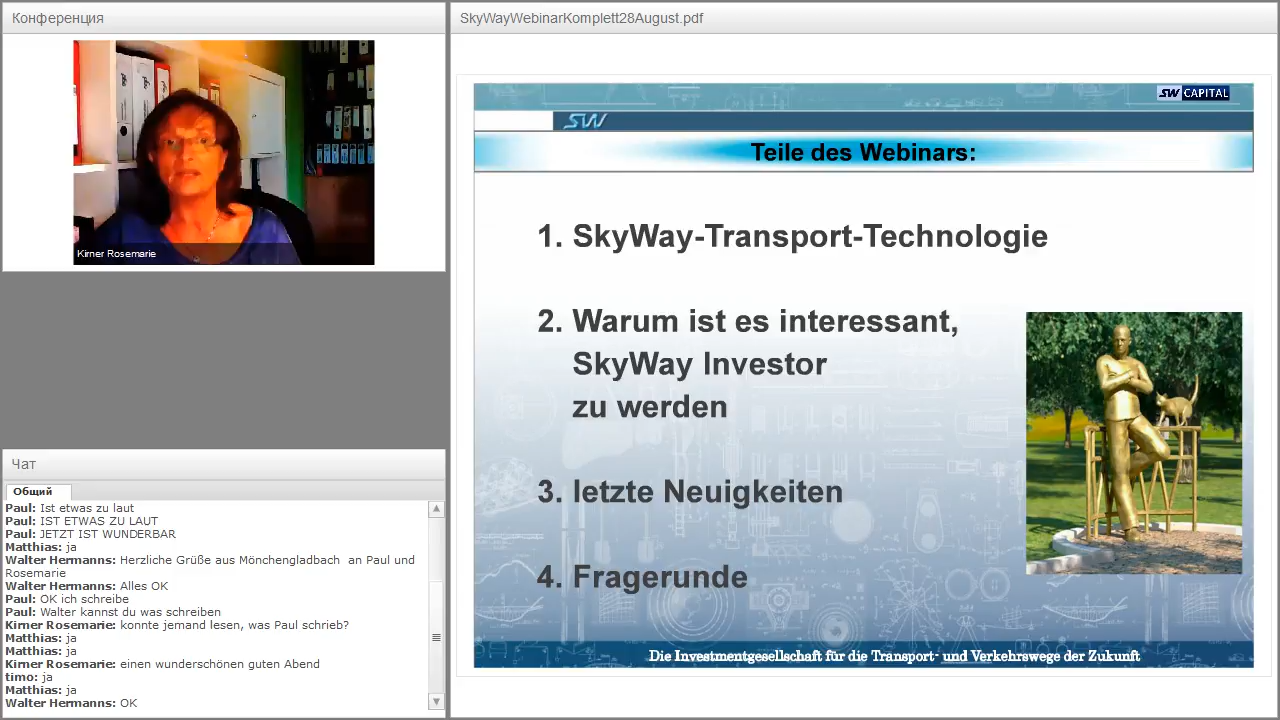 Конференция
Kirner Rosemarie
Чат
Общий
Paul: Ist etwas zu laut
Paul: IST ETWAS ZU LAUT
Paul: JETZT IST WUNDERBAR
Matthias: ja
Walter Hermanns: Herzliche Grüße aus Mönchengladbach an Paul und
Rosemarie
Walter Hermanns: Alles OK
Paul: OK ich schreibe
Paul: Walter kannst du was schreiben
Kirner Rosemarie: konnte jemand lesen, was Paul schrieb?
Matthias: ja
Matthias: ja
Kirner Rosemarie: einen wunderschönen guten Abend
timo: ja
Matthias: ja
Walter Hermanns: OK
SkyWayWebinarKomplett28August.pdf
SW CAPITAL
SW
Teile des Webinars:
1. SkyWay-Transport-Technologie
2. Warum ist es interessant,
SkyWay Investor
zu werden
3. letzte Neuigkeiten
4. Fragerunde
Die Investmentgesellschaft für die Transport- und Verkehrswege der Zukunft